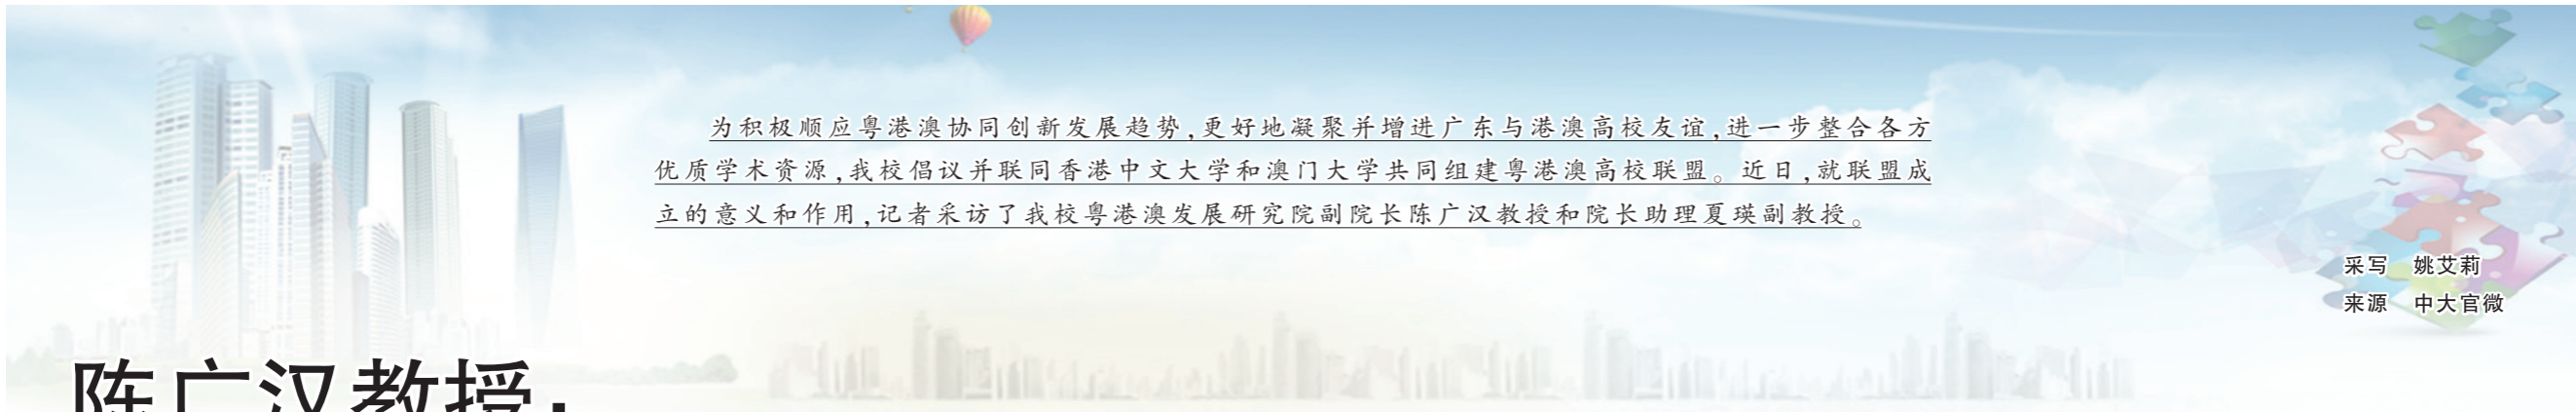 为积极顺应粤港澳协同创新发展趋势,更好地凝聚并增进广东与港澳高校友谊,进一步整合各方
优质学术资源,我校倡议并联同香港中文大学和澳门大学共同组建粤港澳高校联盟。近日,就联盟成
立的意义和作用,记者采访了我校粤港澳发展研究院副院长陈广汉教授和院长助理夏瑛副教授。
采写 姚艾莉
来源 中大官微
陈广汉教授: